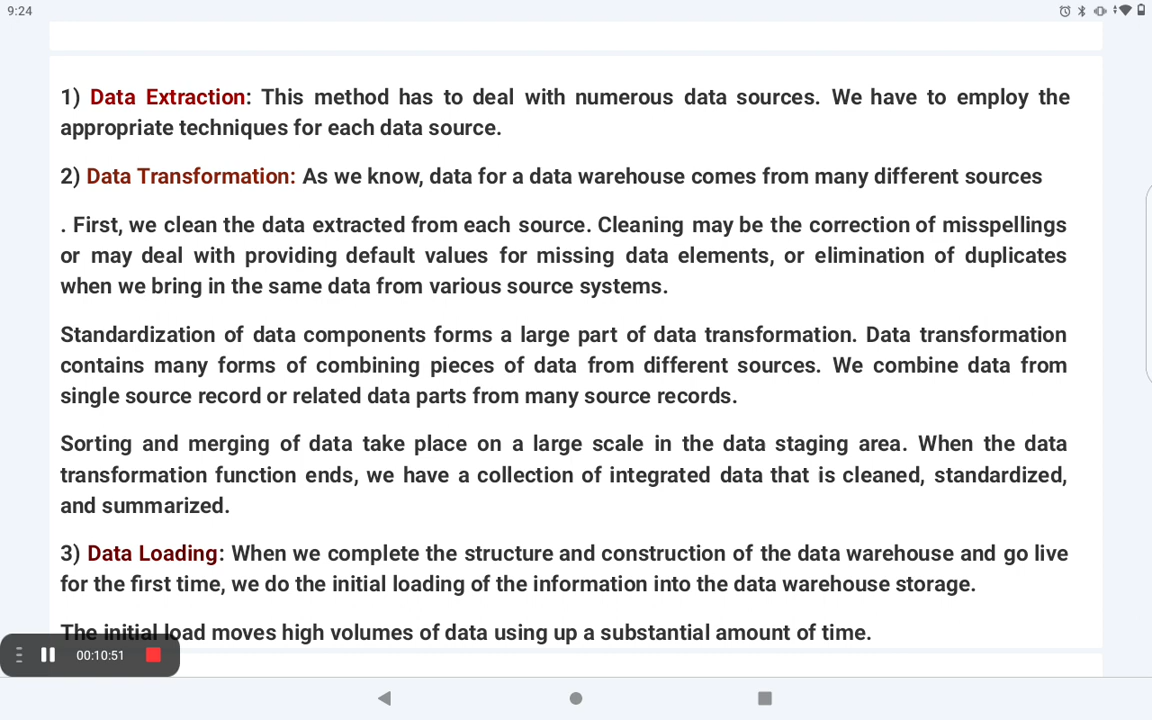 9:24
1) Data Extraction: This method has to deal with numerous data sources. We have to employ the
appropriate techniques for each data source.
2) Data Transformation: As we know, data for a data warehouse comes from many different sources
. First, we clean the data extracted from each source. Cleaning may be the correction of misspellings
or may deal with providing default values for missing data elements, or elimination of duplicates
when we bring in the same data from various source systems.
Standardization of data components forms a large part of data transformation. Data transformation
contains many forms of combining pieces of data from different sources. We combine data from
single source record or related data parts from many source records.
Sorting and merging of data take place on a large scale in the data staging area. When the data
transformation function ends, we have a collection of integrated data that is cleaned, standardized,
and summarized.
3) Data Loading: When we complete the structure and construction of the data warehouse and go live
for the first time, we do the initial loading of the information into the data warehouse storage.
The initial load moves high volumes of data using up a substantial amount of time.
00:10:51